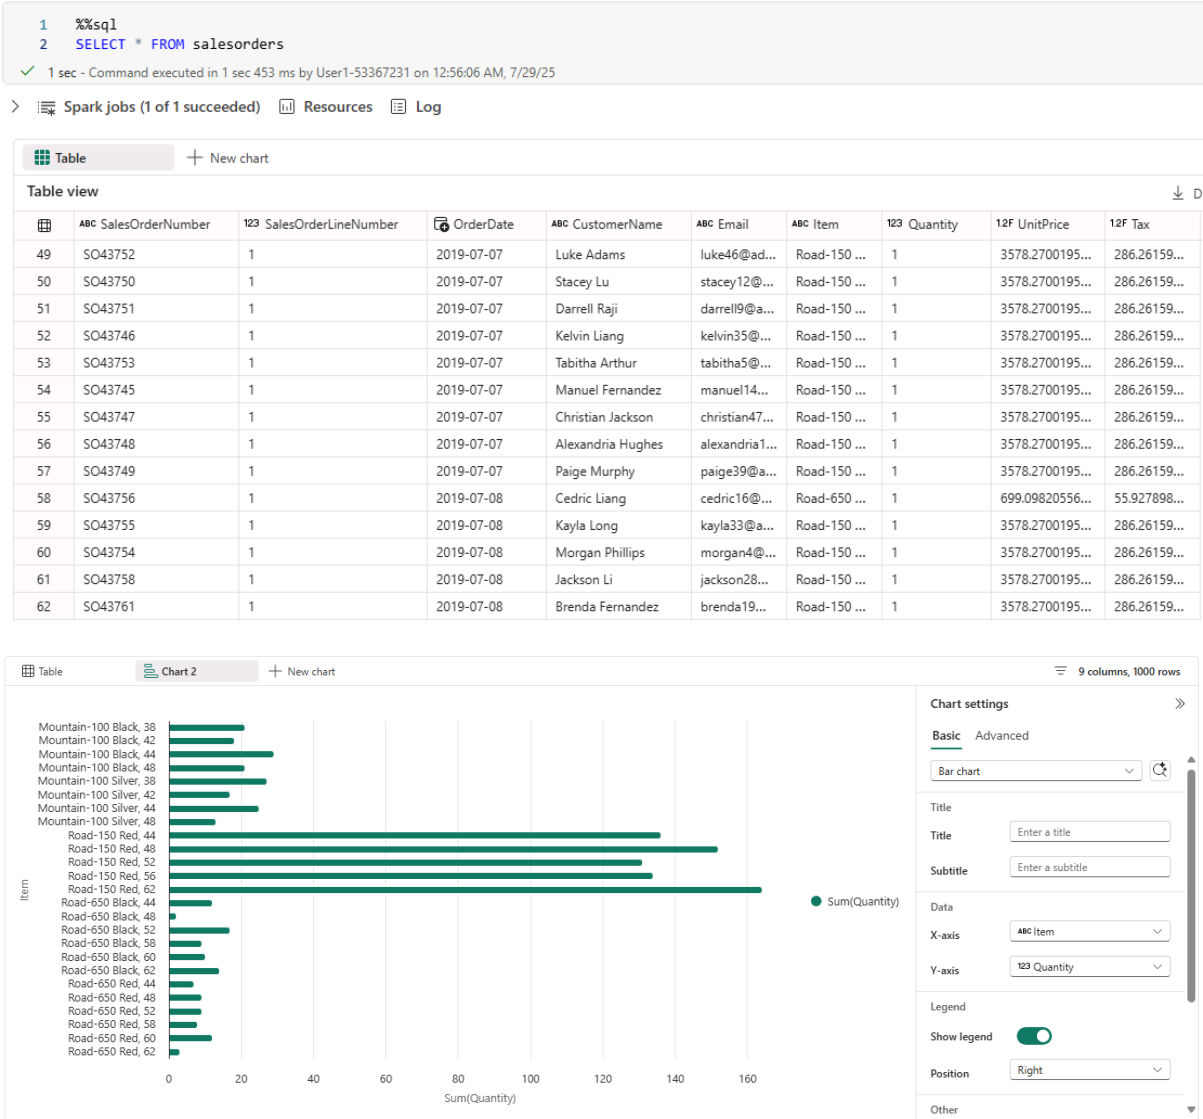 1 %%sql
2 SELECT * FROM salesorders
1 sec - Command executed in 1 sec 453 ms by User1-53367231 on 12:56:06 AM, 7/29/25
Spark jobs (1 of 1 succeeded) Resources Log
Table New chart
Table view D
ABC SalesOrderNumber 123 SalesOrderLineNumber OrderDate ABC CustomerName ABC Email ABC Item 123 Quantity 1.2F UnitPrice 1.2F Tax
49 SO43752 1 2019-07-07 Luke Adams luke46@ad... Road-150 ... 1 3578.2700195... 286.26159...
50 SO43750 1 2019-07-07 Stacey Lu stacey12@... Road-150 ... 1 3578.2700195... 286.26159...
51 SO43751 1 2019-07-07 Darrell Raji darrell9@a... Road-150 ... 1 3578.2700195... 286.26159...
52 SO43746 1 2019-07-07 Kelvin Liang kelvin35@... Road-150 ... 1 3578.2700195... 286.26159...
53 SO43753 1 2019-07-07 Tabitha Arthur tabitha5@... Road-150 ... 1 3578.2700195... 286.26159...
54 SO43745 1 2019-07-07 Manuel Fernandez manuel14... Road-150 ... 1 3578.2700195... 286.26159...
55 SO43747 1 2019-07-07 Christian Jackson christian47... Road-150 ... 1 3578.2700195... 286.26159...
56 SO43748 1 2019-07-07 Alexandria Hughes alexandria1... Road-150 ... 1 3578.2700195... 286.26159...
57 SO43749 1 2019-07-07 Paige Murphy paige39@a... Road-150 ... 1 3578.2700195... 286.26159...
58 SO43756 1 2019-07-08 Cedric Liang cedric16@... Road-650 ... 1 699.09820556... 55.927898...
59 SO43755 1 2019-07-08 Kayla Long kayla33@a... Road-150 ... 1 3578.2700195... 286.26159...
60 SO43754 1 2019-07-08 Morgan Phillips morgan4@... Road-150 ... 1 3578.2700195... 286.26159...
61 SO43758 1 2019-07-08 Jackson Li jackson28... Road-150 ... 1 3578.2700195... 286.26159...
62 SO43761 1 2019-07-08 Brenda Fernandez brenda19... Road-150 ... 1 3578.2700195... 286.26159...
Table Chart 2 New chart 9 columns, 1000 rows
Mountain-100 Black, 38
Mountain-100 Black, 42
Mountain-100 Black, 44
Mountain-100 Black, 48
Mountain-100 Silver, 38
Mountain-100 Silver, 42
Mountain-100 Silver, 44
Mountain-100 Silver, 48
Road-150 Red, 44
Road-150 Red, 48
Road-150 Red, 52
Road-150 Red, 56
Road-150 Red, 62
Road-650 Black, 44
Road-650 Black, 48
Road-650 Black, 52
Road-650 Black, 58
Road-650 Black, 60
Road-650 Black, 62
Road-650 Red, 44
Road-650 Red, 48
Road-650 Red, 52
Road-650 Red, 58
Road-650 Red, 60
Road-650 Red, 62
Item
0 20 40 60 80 100 120 140 160
Sum(Quantity)
Sum(Quantity)
Chart settings
Basic Advanced
Bar chart
Title
Title Enter a title
Subtitle Enter a subtitle
Data
X-axis ABC Item
Y-axis 123 Quantity
Legend
Show legend
Position Right
Other